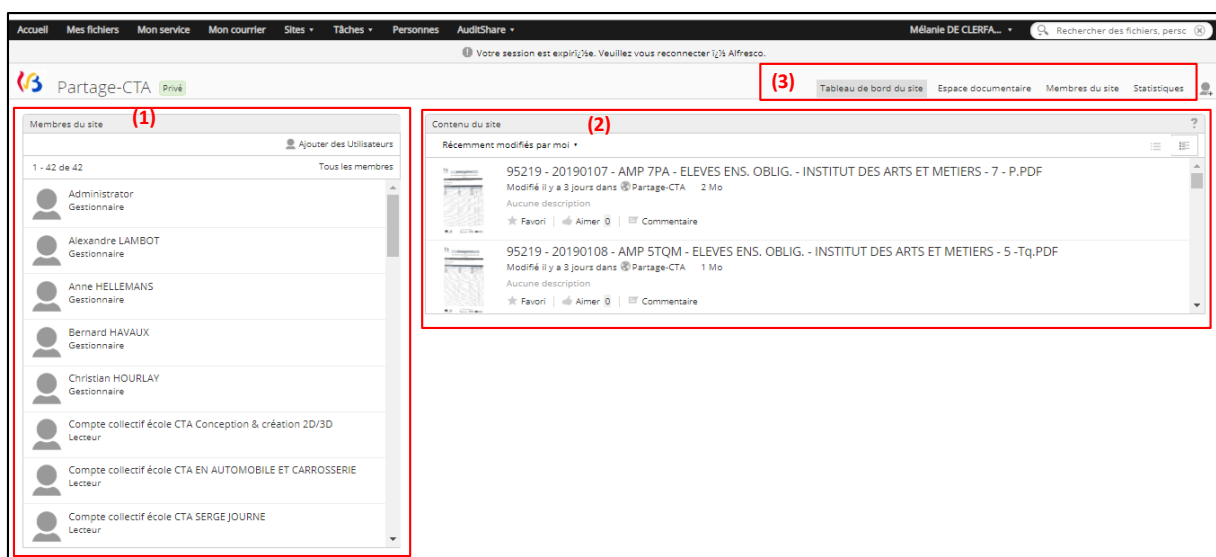 Accueil Mes fichiers Mon service Mon courrier Sites Tâches Personnes AuditShare Mélanie DE CLERFA... Rechercher des fichiers, persc
Votre session est expiriï¿½e. Veuillez vous reconnecter ï¿½ Alfresco.
Partage-CTA Privé
(3) Tableau de bord du site Espace documentaire Membres du site Statistiques
Membres du site (1)
Ajouter des Utilisateurs
1 - 42 de 42 Tous les membres
Administrator
Gestionnaire
Alexandre LAMBOT
Gestionnaire
Anne HELLEMANS
Gestionnaire
Bernard HAVAUX
Gestionnaire
Christian HOURLAY
Gestionnaire
Compte collectif école CTA Conception & création 2D/3D
Lecteur
Compte collectif école CTA EN AUTOMOBILE ET CARROSSERIE
Lecteur
Compte collectif école CTA SERGE JOURNE
Lecteur
Contenu du site (2) ?
Récemment modifiés par moi
95219 - 20190107 - AMP 7PA - ELEVES ENS. OBLIG. - INSTITUT DES ARTS ET METIERS - 7 - P.PDF
Modifié il y a 3 jours dans Partage-CTA 2 Mo
Aucune description
Favori Aimer 0 Commentaire
95219 - 20190108 - AMP 5TQM - ELEVES ENS. OBLIG. - INSTITUT DES ARTS ET METIERS - 5 -Tq.PDF
Modifié il y a 3 jours dans Partage-CTA 1 Mo
Aucune description
Favori Aimer 0 Commentaire